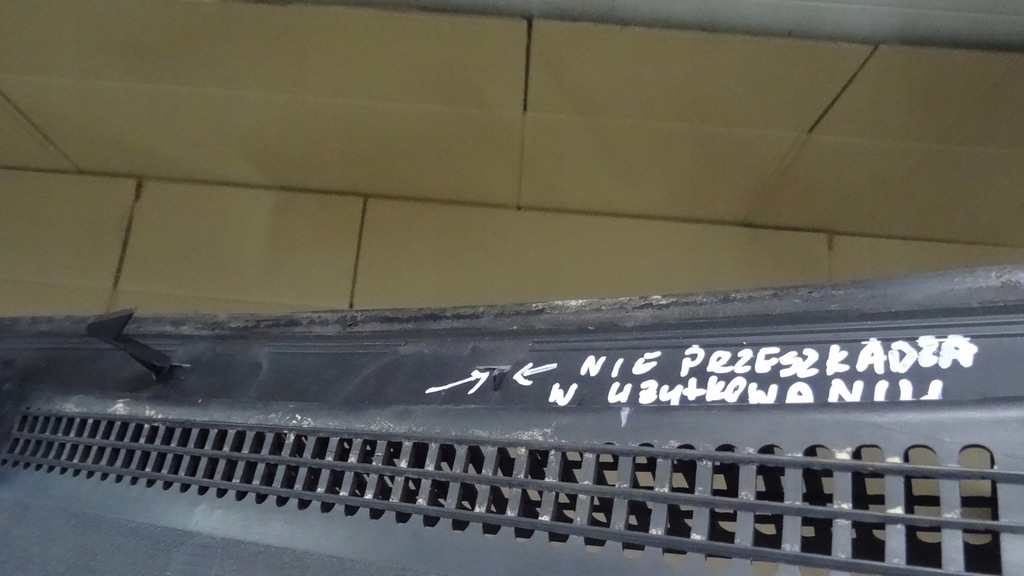 NIE PRZESZKADZA
W UŻYTKOWANIU